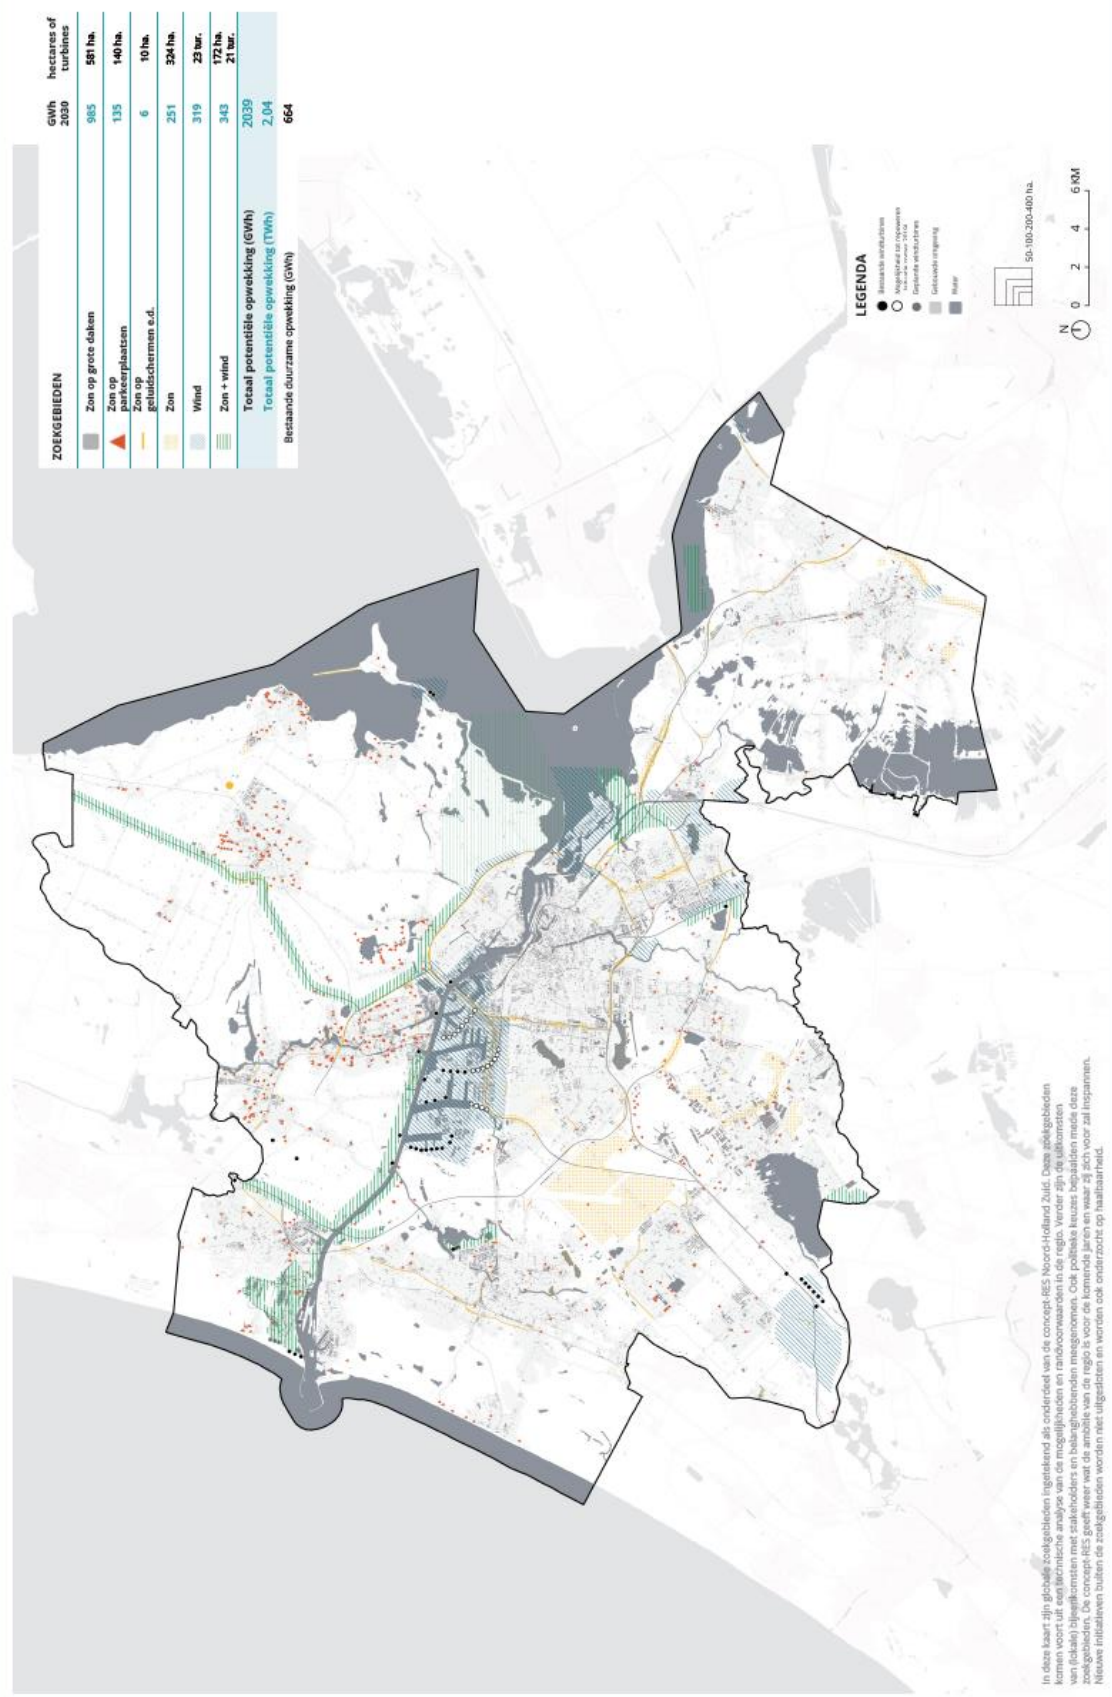 ZOEKGEBIEDEN
GWh 2030
hectares of turbines
Zon op grote daken 985 581 ha.
Zon op parkeerplaatsen 135 140 ha.
Zon op geluidschermen e.d. 6 10 ha.
Zon 251 324 ha.
Wind 319 23 tur.
Zon + wind 343 172 ha. 21 tur.
Totaal potentiële opwekking (GWh) 2039
Totaal potentiële opwekking (TWh) 2,04
Bestaande duurzame opwekking (GWh) 664
LEGENDA
Bestaande windturbines
Geplande windturbines
Gebouwde omgeving
Water
50-100-200-400 ha.
N
0 2 4 6 KM
In deze kaart zijn globale zoekgebieden ingetekend als onderdeel van de concept-RES Noord-Holland Zuid. Deze zoekgebieden
komen voort uit een technische analyse van de mogelijkheden en randvoorwaarden in de regio. Verder zijn de uitkomsten
van (lokale) bijeenkomsten met stakeholders en belanghebbenden meegenomen. Ook politieke keuzes bepaalden mede deze
zoekgebieden. De concept-RES geeft weer wat de ambitie van de regio is voor de komende jaren en waar zij zich voor zal inspannen.
Nieuwe initiatieven buiten de zoekgebieden worden niet uitgesloten en worden ook onderzocht op haalbaarheid.